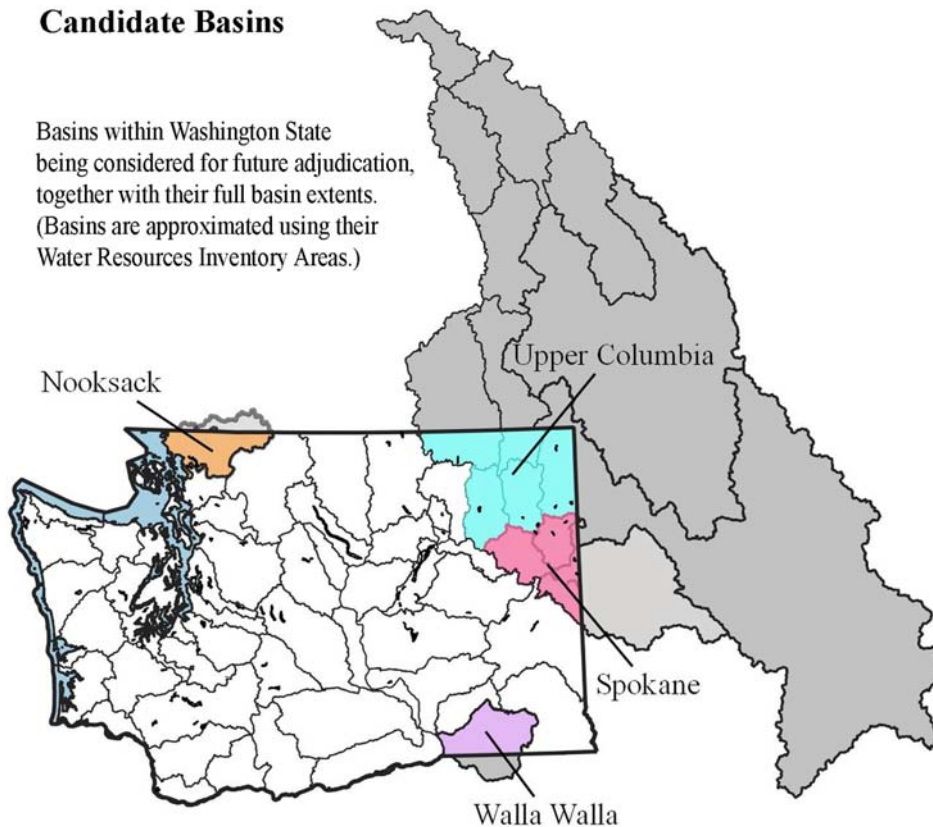 Candidate Basins
Basins within Washington State
being considered for future adjudication,
together with their full basin extents.
(Basins are approximated using their
Water Resources Inventory Areas.)
Upper Columbia
Nooksack
Spokane
Walla Walla